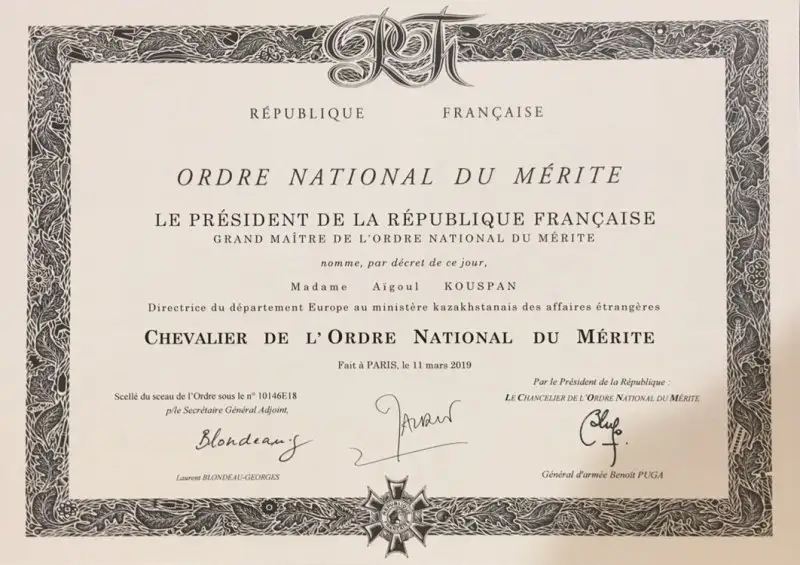 RF
RÉPUBLIQUE FRANÇAISE
ORDRE NATIONAL DU MÉRITE
LE PRÉSIDENT DE LA RÉPUBLIQUE FRANÇAISE
GRAND MAÎTRE DE L'ORDRE NATIONAL DU MÉRITE
nomme, par décret de ce jour,
Madame Aïgoul KOUSPAN
Directrice du département Europe au ministère kazakhstanais des affaires étrangères
CHEVALIER DE L'ORDRE NATIONAL DU MÉRITE
Fait à PARIS, le 11 mars 2019
Scellé du sceau de l'Ordre sous le n° 10146E18
p/le Secrétaire Général Adjoint,
Blondeau-g
Laurent BLONDEAU-GEORGES
Par le Président de la République :
LE CHANCELIER DE L'ORDRE NATIONAL DU MÉRITE
Général d'armée Benoît PUGA